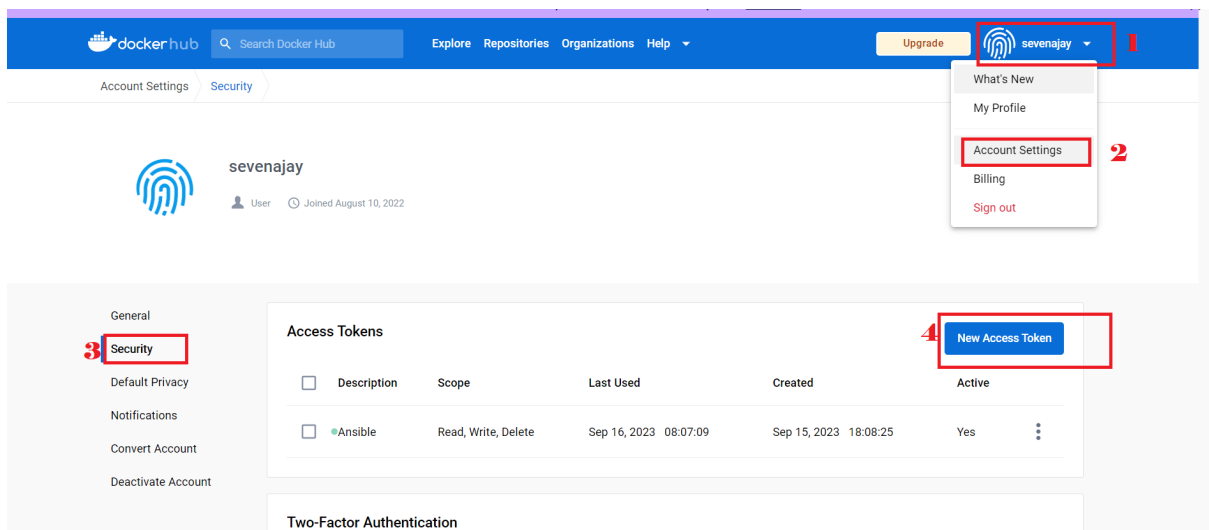 dockerhub Search Docker Hub Explore Repositories Organizations Help Upgrade sevenajay 1
What's New
My Profile
Account Settings 2
Billing
Sign out
Account Settings Security
sevenajay
User Joined August 10, 2022
General
3 Security
Default Privacy
Notifications
Convert Account
Deactivate Account
Access Tokens 4 New Access Token
Description Scope Last Used Created Active
Ansible Read, Write, Delete Sep 16, 2023 08:07:09 Sep 15, 2023 18:08:25 Yes
Two-Factor Authentication